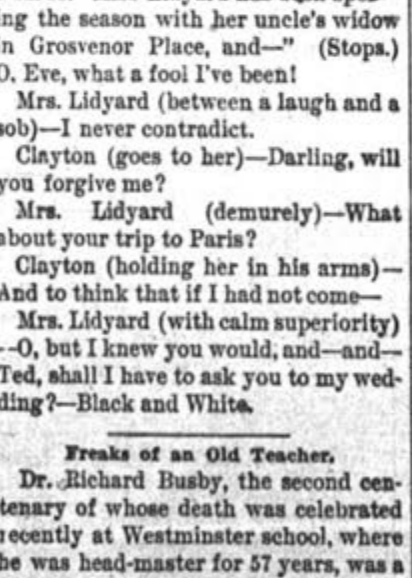 ing the season with her uncle's widow
in Grosvenor Place, and—" (Stops.)
O, Eve, what a fool I've been!
Mrs. Lidyard (between a laugh and a
sob)—I never contradict.
Clayton (goes to her)—Darling, will
you forgive me?
Mrs. Lidyard (demurely)—What
about your trip to Paris?
Clayton (holding her in his arms)—
And to think that if I had not come—
Mrs. Lidyard (with calm superiority)
—O, but I knew you would, and—and—
Ted, shall I have to ask you to my wed-
ding?—Black and White.
Freaks of an Old Teacher.
Dr. Richard Busby, the second cen-
tenary of whose death was celebrated
recently at Westminster school, where
he was head-master for 57 years, was a